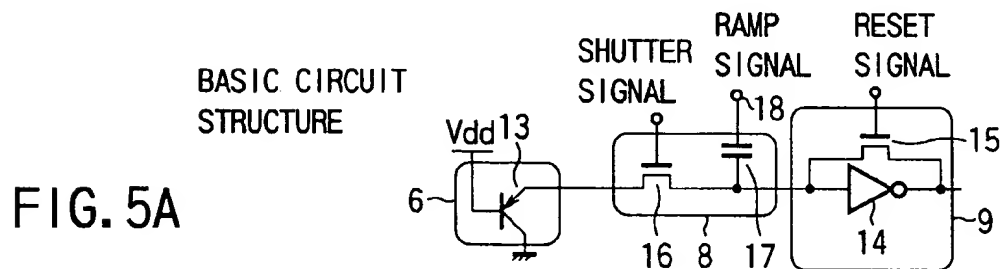 BASIC CIRCUIT
STRUCTURE
SHUTTER
SIGNAL
RAMP
SIGNAL
RESET
SIGNAL
18
15
Vdd
13
6
16
8
17
14
9
FIG. 5A